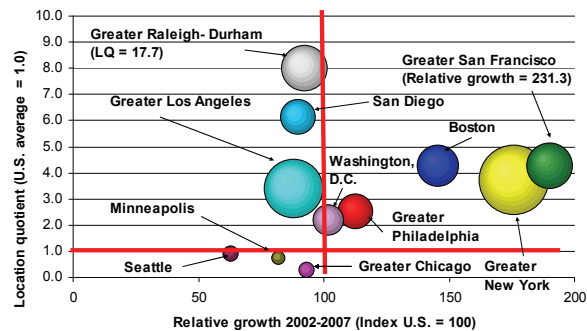 Location quotient (U.S. average = 1.0)
10.0
9.0
8.0
7.0
6.0
5.0
4.0
3.0
2.0
1.0
0.0
Greater Raleigh- Durham
(LQ = 17.7)
Greater San Francisco
(Relative growth = 231.3)
Greater Los Angeles
San Diego
Boston
Washington,
D.C.
Minneapolis
Greater
Philadelphia
Seattle
Greater Chicago
Greater
New York
0
50
100
150
200
Relative growth 2002-2007 (Index U.S. = 100)